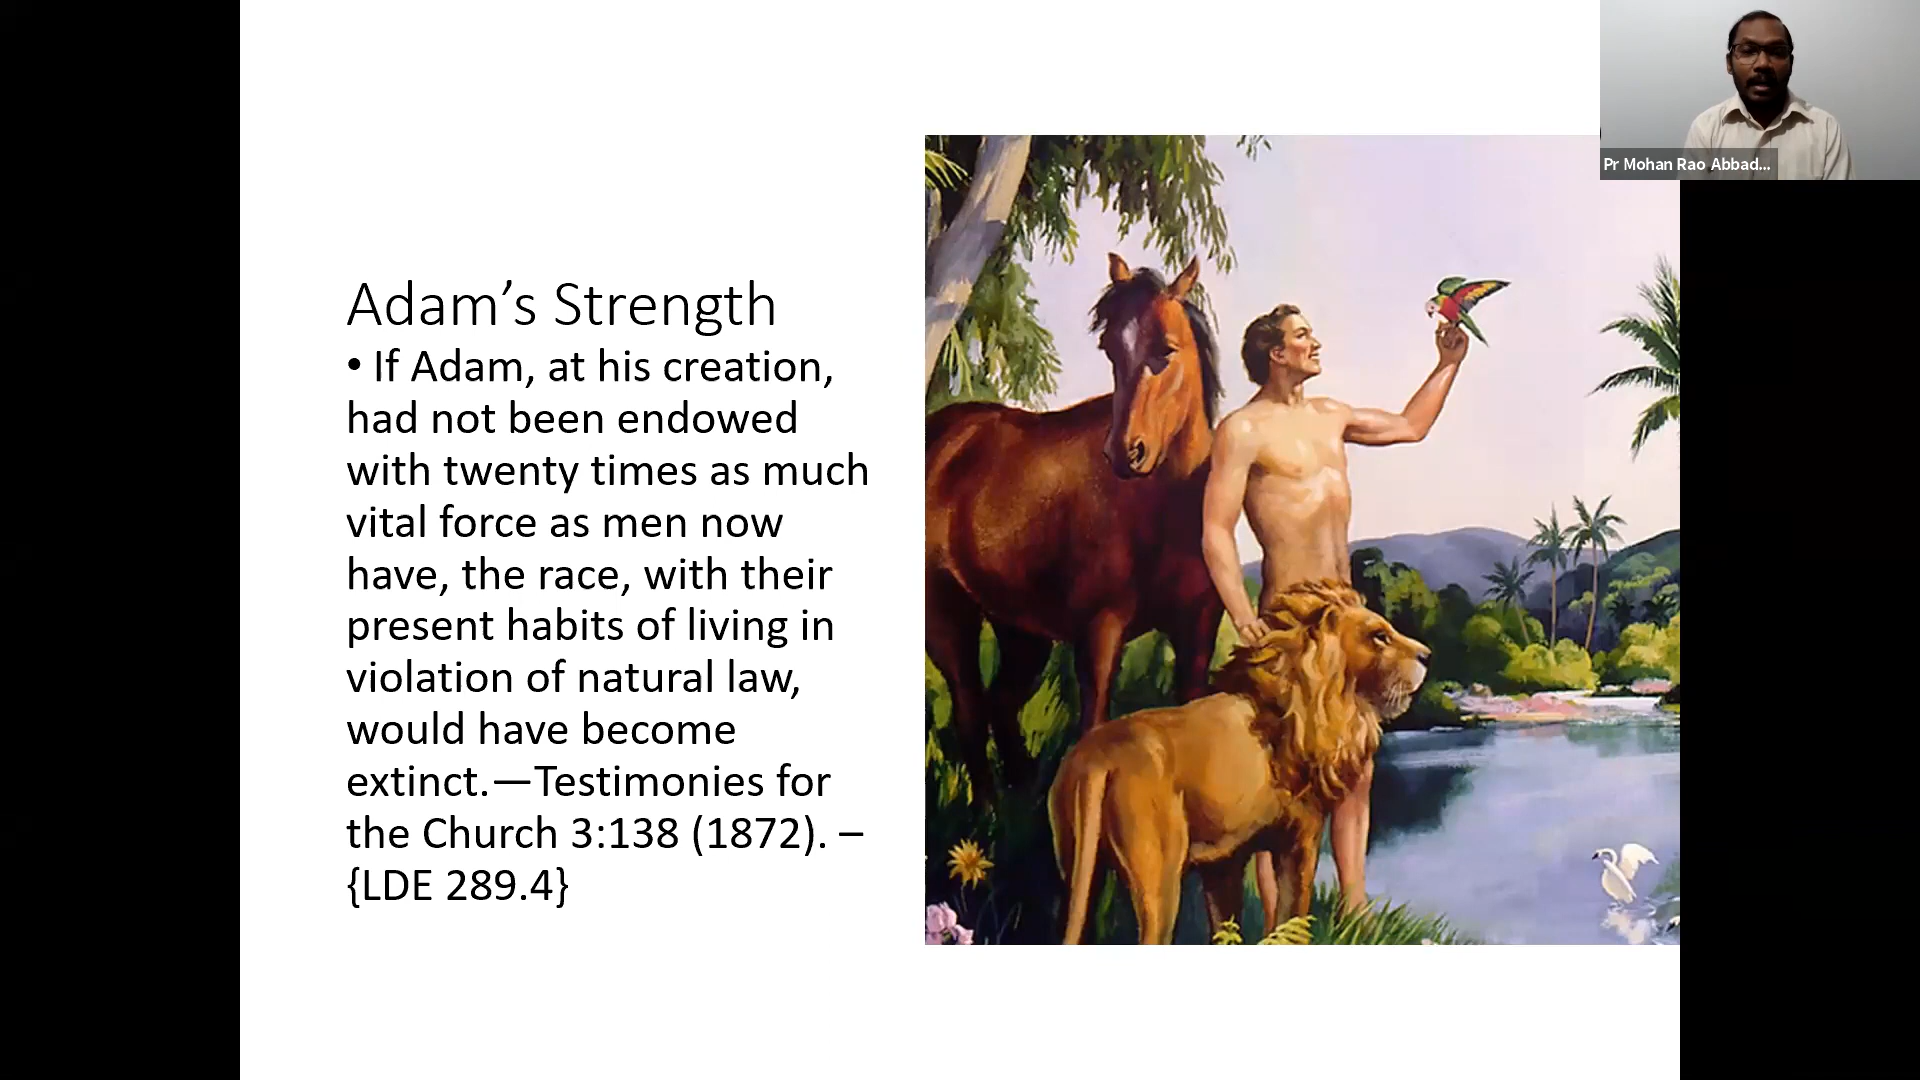 Pr Mohan Rao Abbad...
Adam’s Strength
• If Adam, at his creation,
had not been endowed
with twenty times as much
vital force as men now
have, the race, with their
present habits of living in
violation of natural law,
would have become
extinct.—Testimonies for
the Church 3:138 (1872). –
{LDE 289.4}